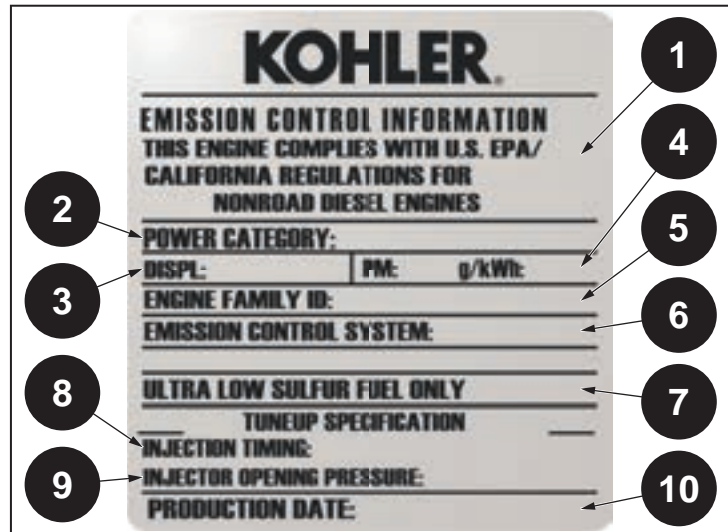 KOHLER®
EMISSION CONTROL INFORMATION
THIS ENGINE COMPLIES WITH U.S. EPA/
CALIFORNIA REGULATIONS FOR
NONROAD DIESEL ENGINES
POWER CATEGORY:
DISPL: PM: g/kWh:
ENGINE FAMILY ID:
EMISSION CONTROL SYSTEM:
ULTRA LOW SULFUR FUEL ONLY
TUNEUP SPECIFICATION
INJECTION TIMING:
INJECTOR OPENING PRESSURE:
PRODUCTION DATE:
1
4
2
5
3
6
8
7
9
10